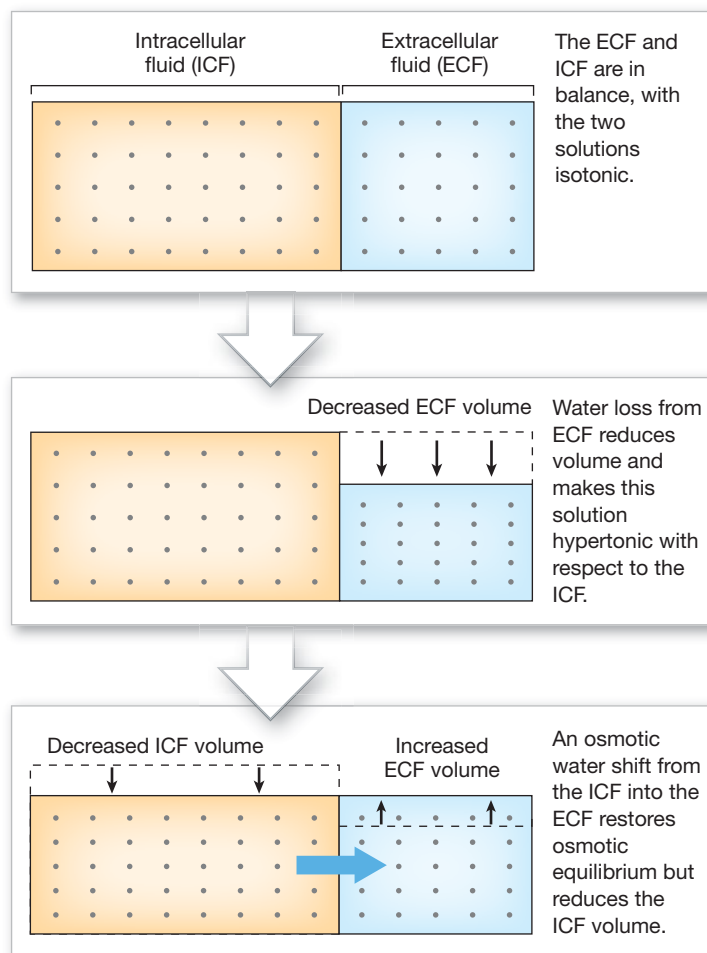 Intracellular
fluid (ICF)
Extracellular
fluid (ECF)
The ECF and
ICF are in
balance, with
the two
solutions
isotonic.
Decreased ECF volume
Water loss from
ECF reduces
volume and
makes this
solution
hypertonic with
respect to the
ICF.
Decreased ICF volume
Increased
ECF volume
An osmotic
water shift from
the ICF into the
ECF restores
osmotic
equilibrium but
reduces the
ICF volume.